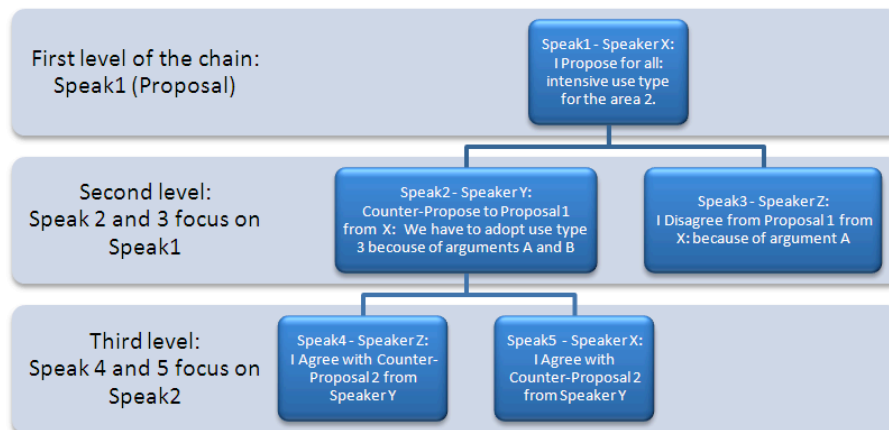 First level of the chain:
Speak1 (Proposal)
Speak1 - Speaker X:
I Propose for all:
intensive use type
for the area 2.
Second level:
Speak 2 and 3 focus on
Speak1
Speak2 - Speaker Y:
Counter-Propose to Proposal 1
from X: We have to adopt use type
3 becouse of arguments A and B
Speak3 - Speaker Z:
I Disagree from Proposal 1 from
X: because of argument A
Third level:
Speak 4 and 5 focus on
Speak2
Speak4 - Speaker Z:
I Agree with Counter-
Proposal 2 from
Speaker Y
Speak5 - Speaker X:
I Agree with
Counter-Proposal 2
from Speaker Y